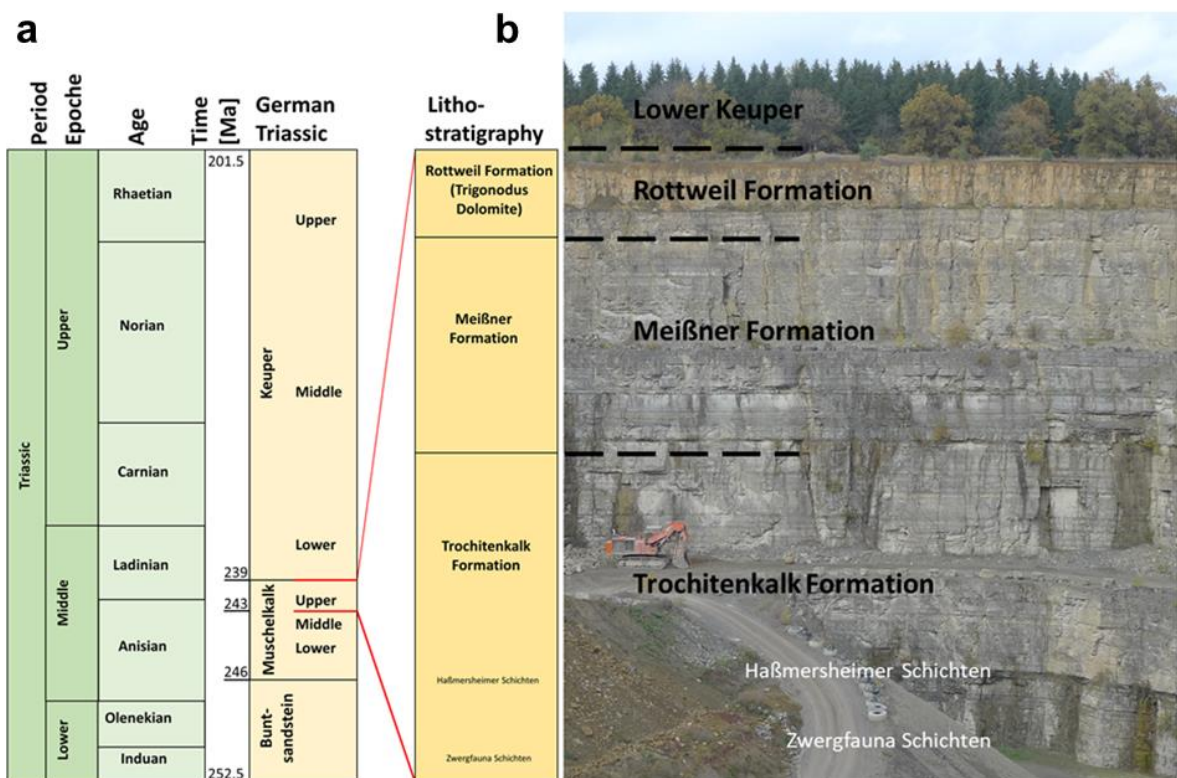 a
b
Period
Epoche
Age
Time
[Ma]
German
Triassic
Litho-
stratigraphy
Triassic
Upper
Middle
Lower
Rhaetian
Norian
Carnian
Ladinian
Anisian
Olenekian
Induan
201.5
239
243
246
252.5
Keuper
Upper
Middle
Lower
Muschelkalk
Upper
Middle
Lower
Bunt-
sandstein
Rottweil Formation
(Trigonodus
Dolomite)
Meißner
Formation
Trochitenkalk
Formation
Haßmersheimer Schichten
Zwergfauna Schichten
Lower Keuper
Rottweil Formation
Meißner Formation
Trochitenkalk Formation
Haßmersheimer Schichten
Zwergfauna Schichten